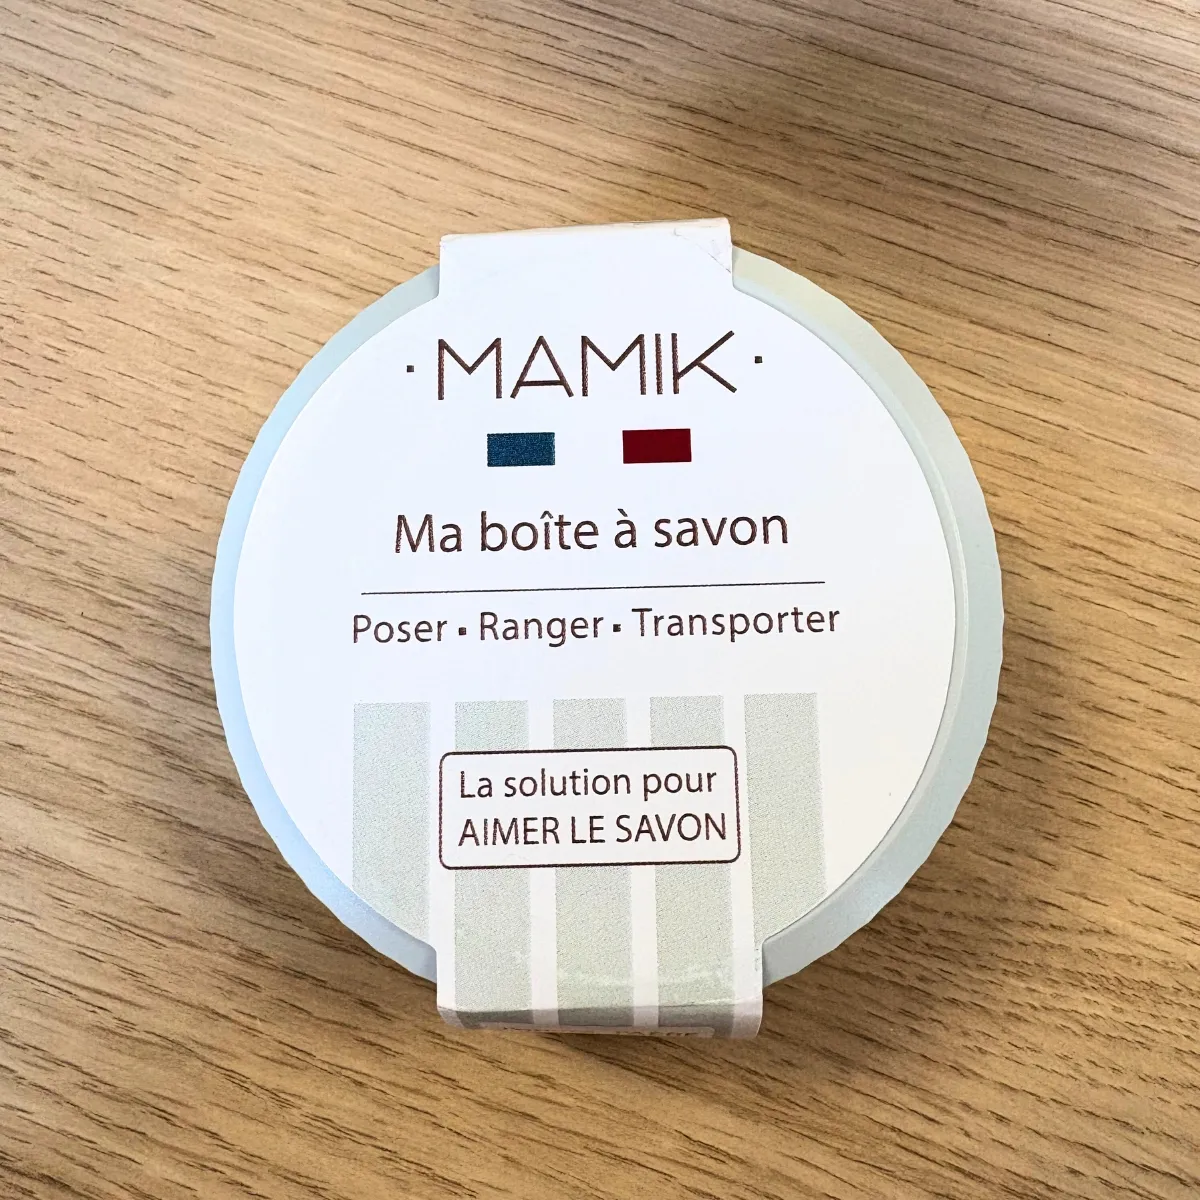 · MAMIK ·
Ma boîte à savon
Poser ▪ Ranger ▪ Transporter
La solution pour
AIMER LE SAVON